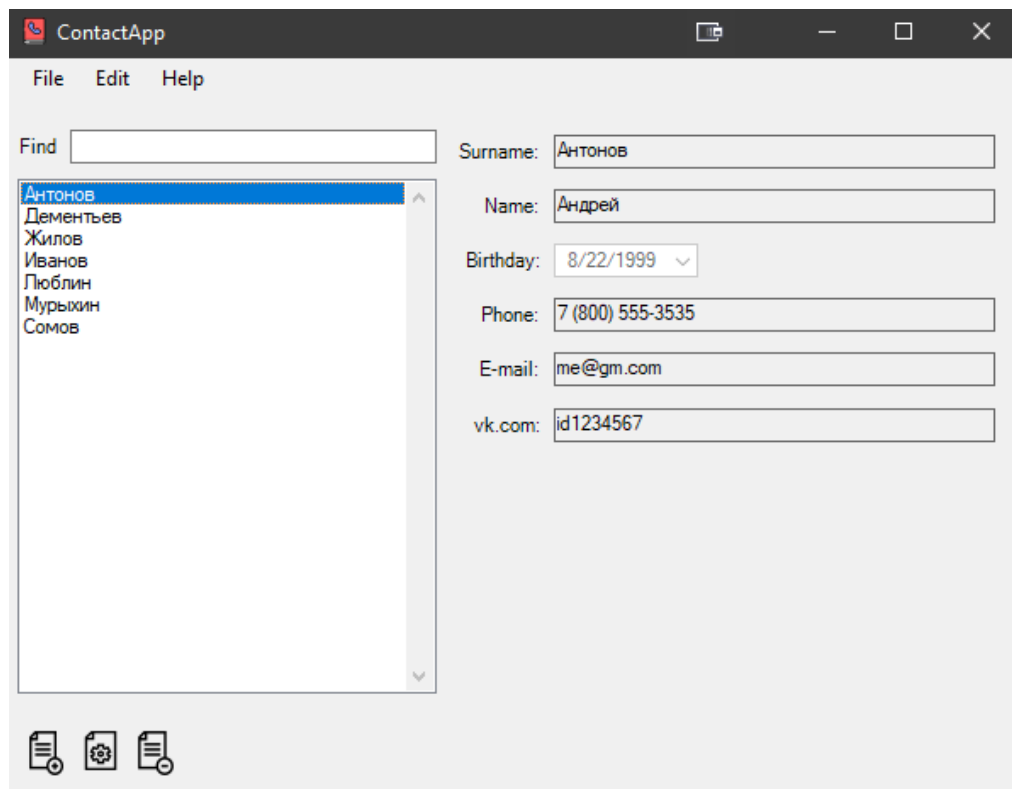 ContactApp
File Edit Help
Find
Антонов
Дементьев
Жилов
Иванов
Люблин
Мурыхин
Сомов
Surname: Антонов
Name: Андрей
Birthday: 8/22/1999
Phone: 7 (800) 555-3535
E-mail: me@gm.com
vk.com: id1234567